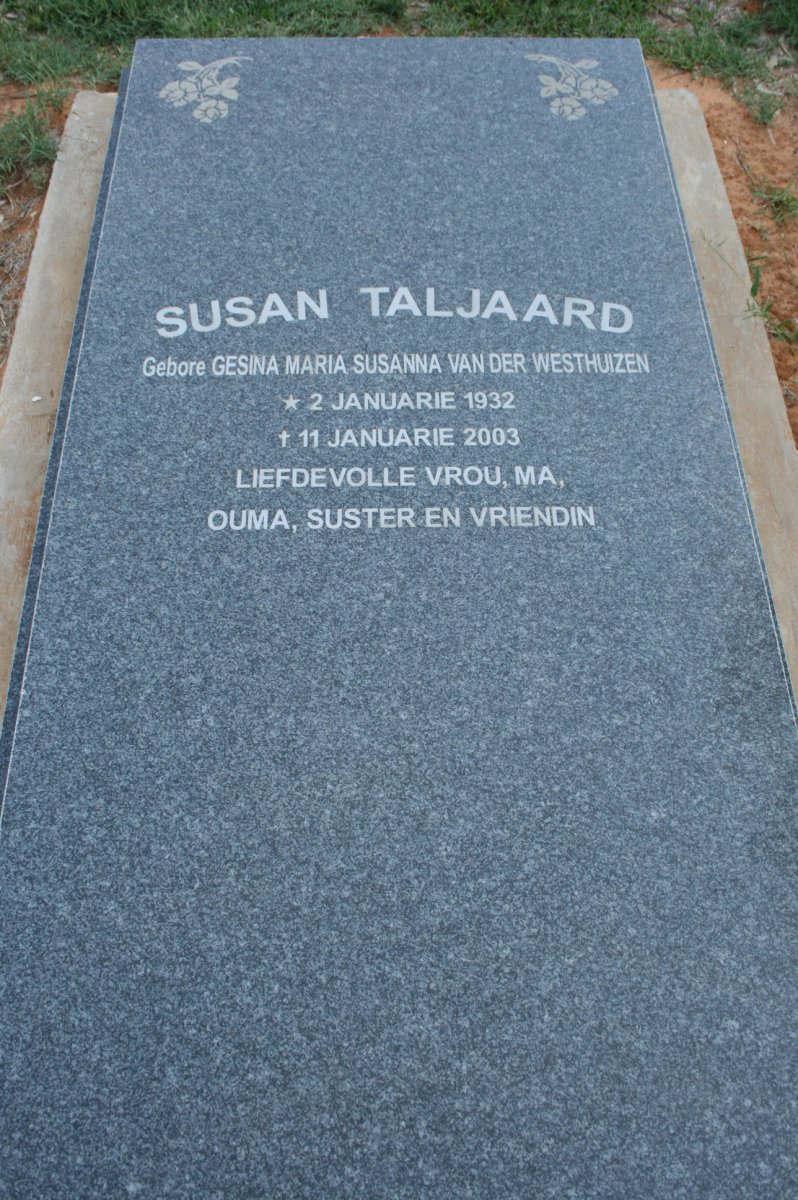 SUSAN TALJAARD
Gebore GESINA MARIA SUSANNA VAN DER WESTHUIZEN
★ 2 JANUARIE 1932
✝ 11 JANUARIE 2003
LIEFDEVOLLE VROU, MA,
OUMA, SUSTER EN VRIENDIN